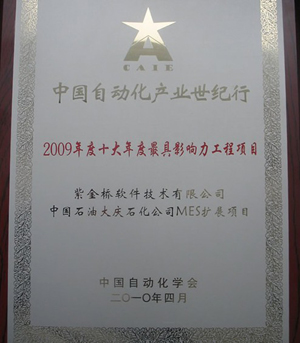 CAIE
中国自动化产业世纪行
2009年度十大年度最具影响力工程项目
紫金桥软件技术有限公司
中国石油大庆石化公司MES扩展项目
中国自动化学会
二〇一〇年四月